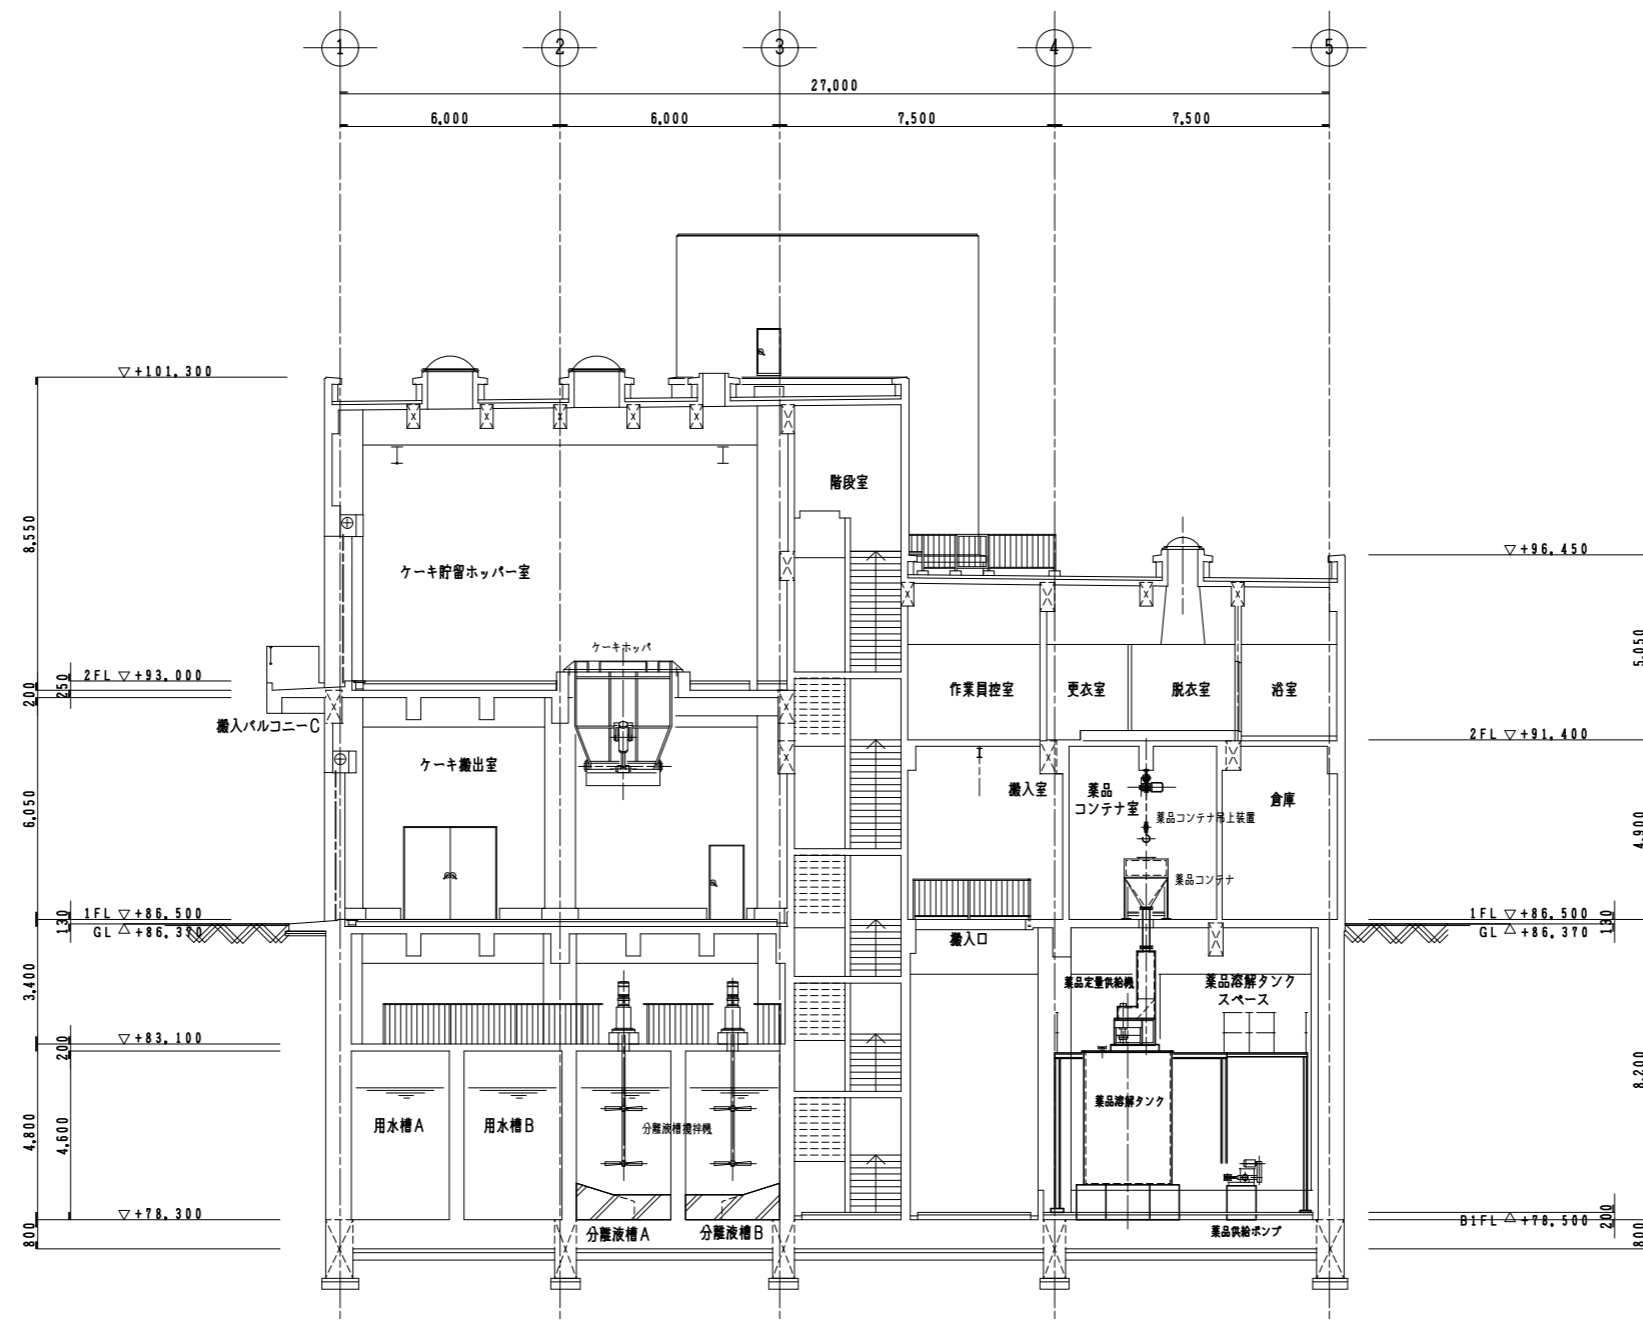 1 2 3 4 5
27,000
6,000 6,000 7,500 7,500
▽+101,300
階段室
8,550
▽+96,450
ケーキ貯留ホッパー室
5,050
ケーキホッパ
2FL ▽+93,000
200
250
作業員控室 更衣室 脱衣室 浴室
搬入バルコニーC
2FL ▽+91,400
ケーキ搬出室
搬入室
薬品
コンテナ室
倉庫
6,050
薬品コンテナ吊上装置
4,900
薬品コンテナ
1FL ▽+86,500
130
GL △+86,370
1FL ▽+86,500
130
GL △+86,370
搬入口
3,400
薬品定量供給機
薬品溶解タンク
スペース
▽+83,100
200
8,200
薬品溶解タンク
用水槽A 用水槽B
分離液槽攪拌機
4,800
4,600
▽+78,300
B1FL △+78,500
200
800
分離液槽A 分離液槽B
薬品供給ポンプ
800